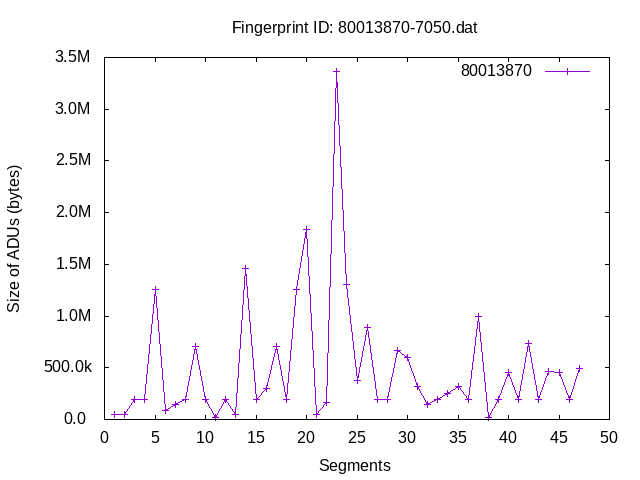 Fingerprint ID: 80013870-7050.dat
3.5M
80013870
3.0M
2.5M
2.0M
1.5M
1.0M
500.0k
0.0
Size of ADUs (bytes)
0 5 10 15 20 25 30 35 40 45 50
Segments